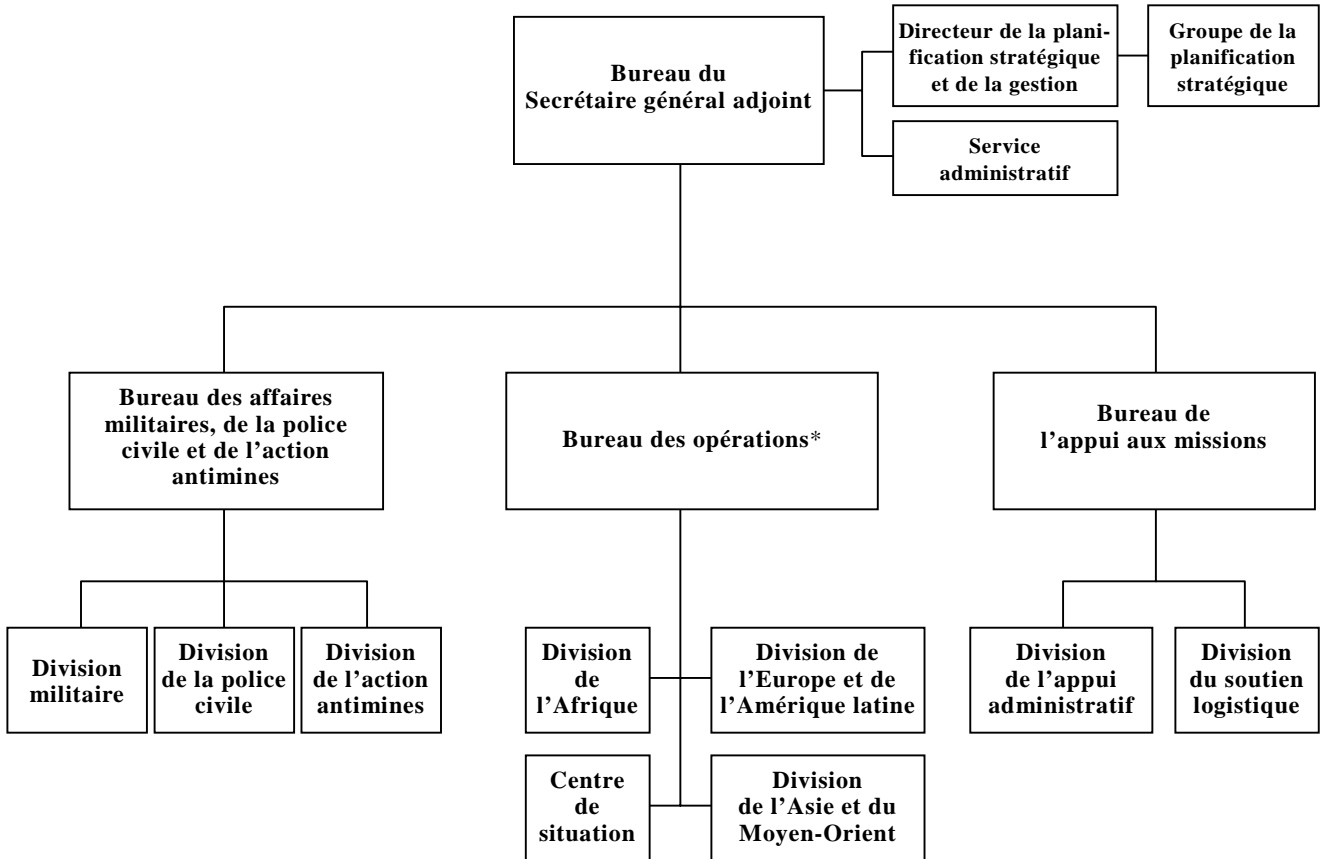 Bureau du
Secrétaire général adjoint
Directeur de la plani-
fication stratégique
et de la gestion
Groupe de la
planification
stratégique
Service
administratif
Bureau des affaires
militaires, de la police
civile et de l'action
antimines
Bureau des opérations*
Bureau de
l'appui aux missions
Division
militaire
Division
de la police
civile
Division
de l'action
antimines
Division
de
l'Afrique
Division de
l'Europe et de
l'Amérique latine
Division
de l'appui
administratif
Division
du soutien
logistique
Centre
de
situation
Division
de l'Asie et du
Moyen-Orient